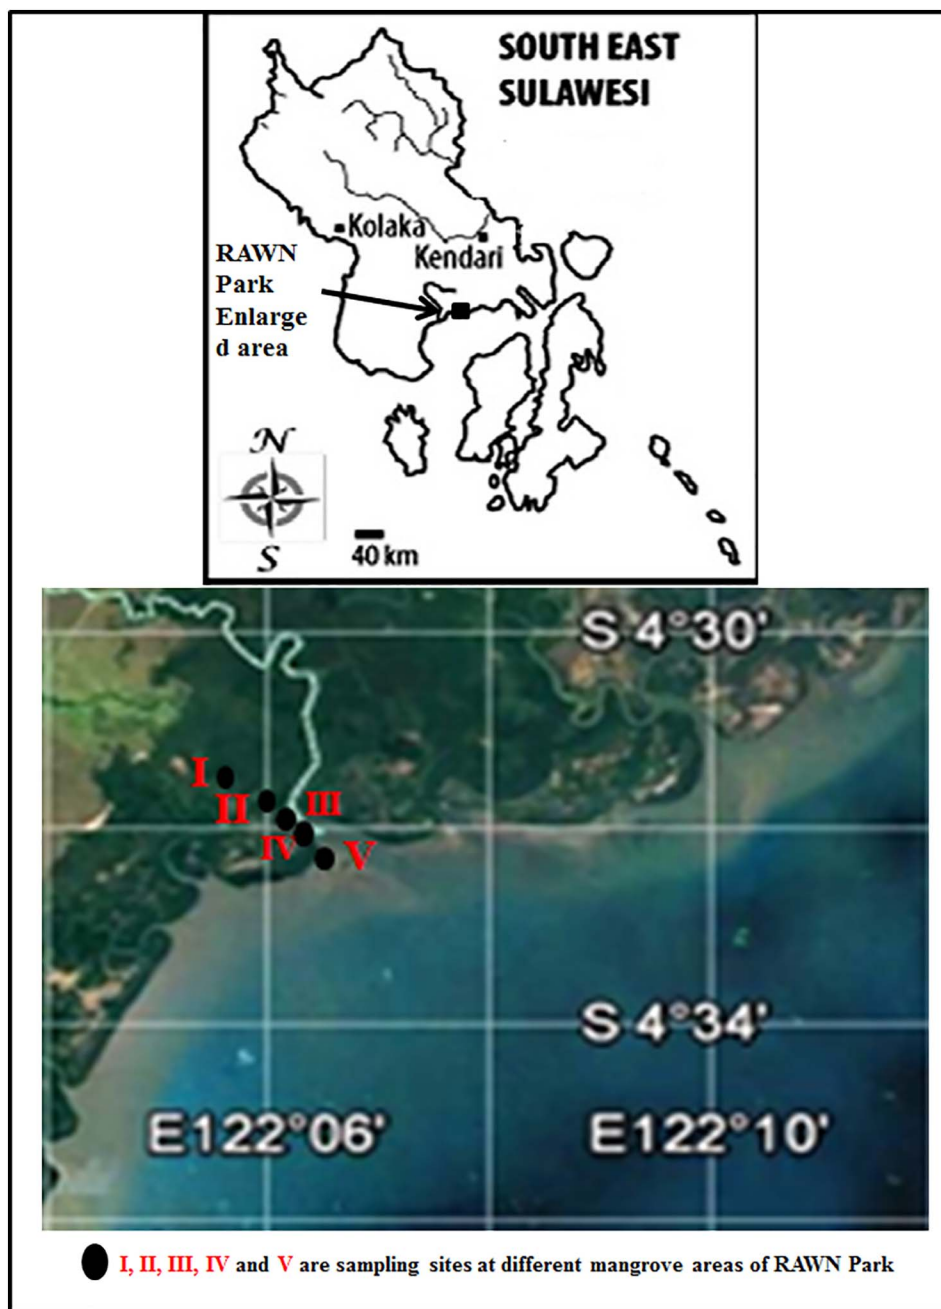 SOUTH EAST
SULAWESI
Kolaka
Kendari
RAWN
Park
Enlarge
d area
N
S
40 km
S 4°30'
I
II
III
IV
V
S 4°34'
E122°06'
E122°10'
I, II, III, IV and V are sampling sites at different mangrove areas of RAWN Park